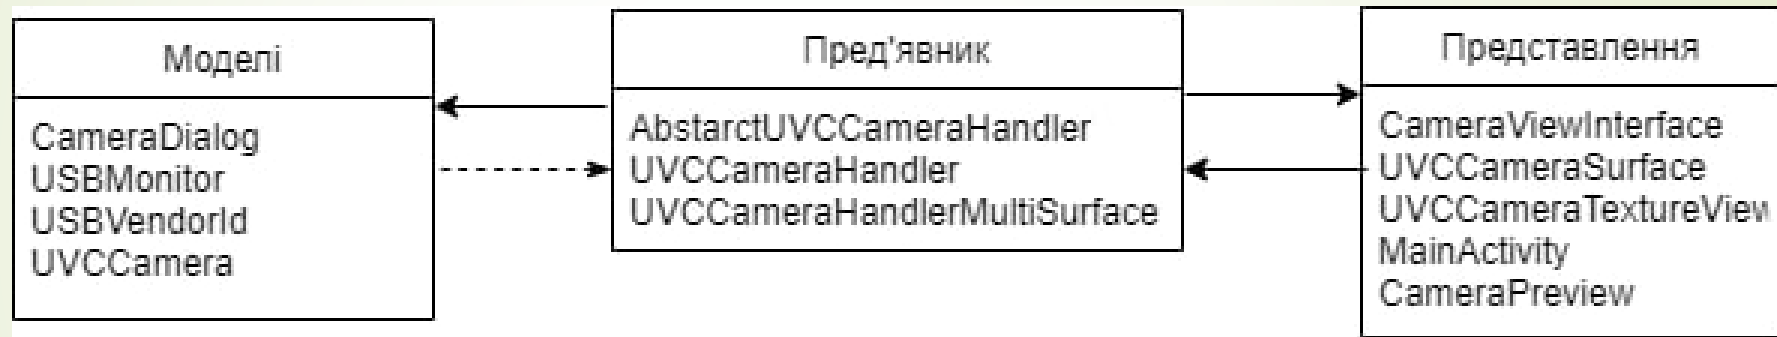 Моделі
CameraDialog
USBMonitor
USBVendorId
UVCCamera
Пред'явник
AbstarctUVCCameraHandler
UVCCameraHandler
UVCCameraHandlerMultiSurface
Представлення
CameraViewInterface
UVCCameraSurface
UVCCameraTextureView
MainActivity
CameraPreview